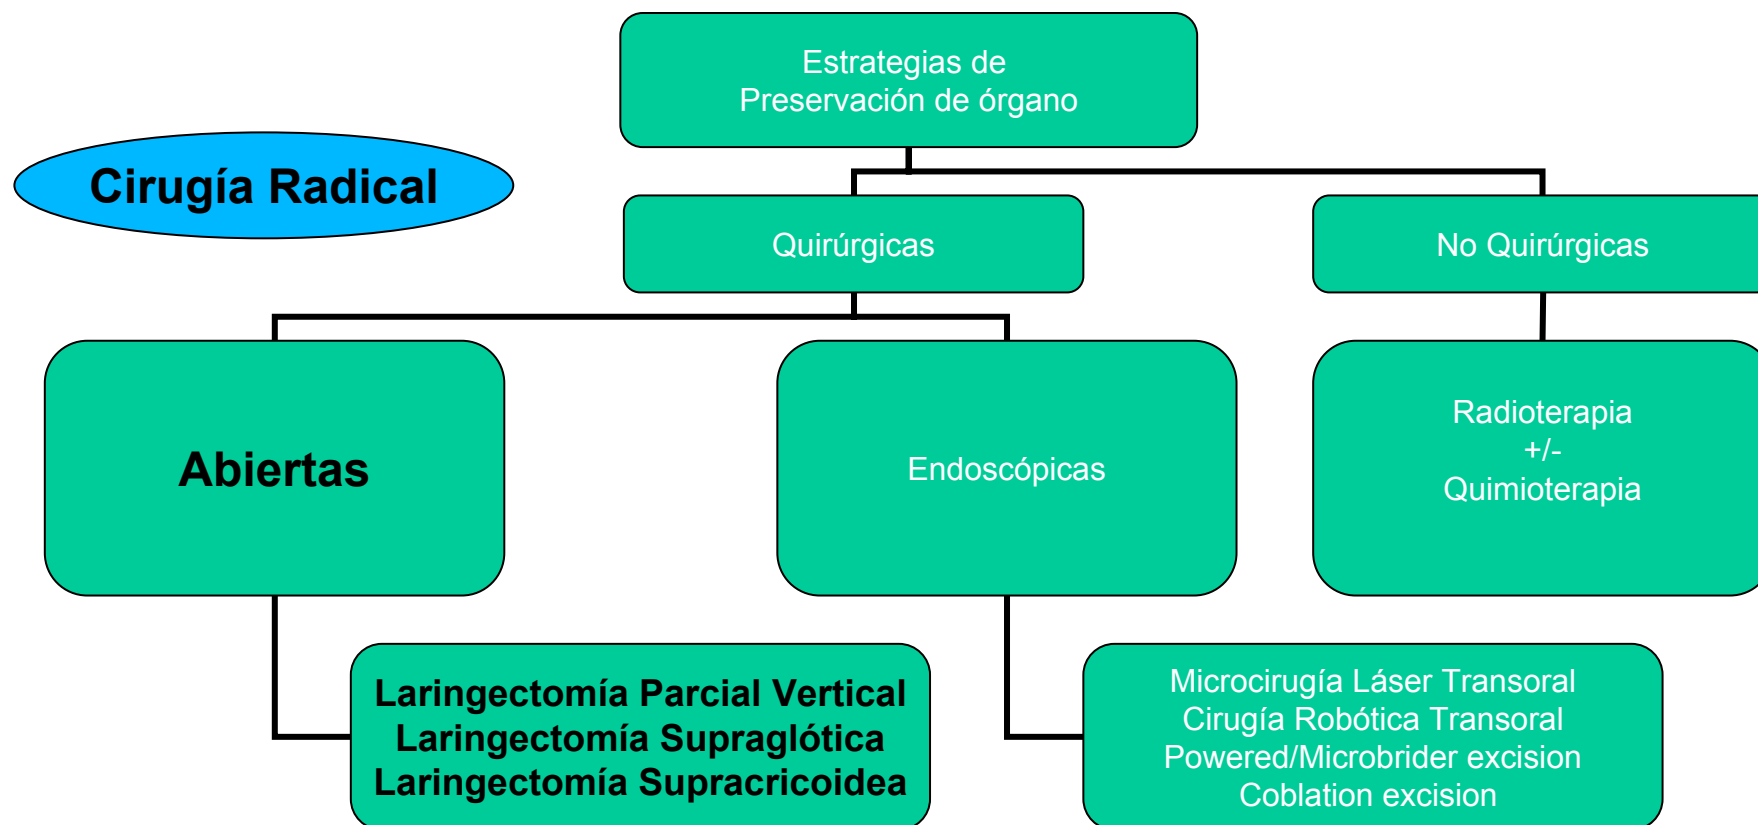 Estrategias de
Preservación de órgano
Cirugía Radical
Quirúrgicas
No Quirúrgicas
Abiertas
Endoscópicas
Radioterapia
+/-
Quimioterapia
Laringectomía Parcial Vertical
Laringectomía Supraglótica
Laringectomía Supracricoidea
Microcirugía Láser Transoral
Cirugía Robótica Transoral
Powered/Microbrider excision
Coblation excision